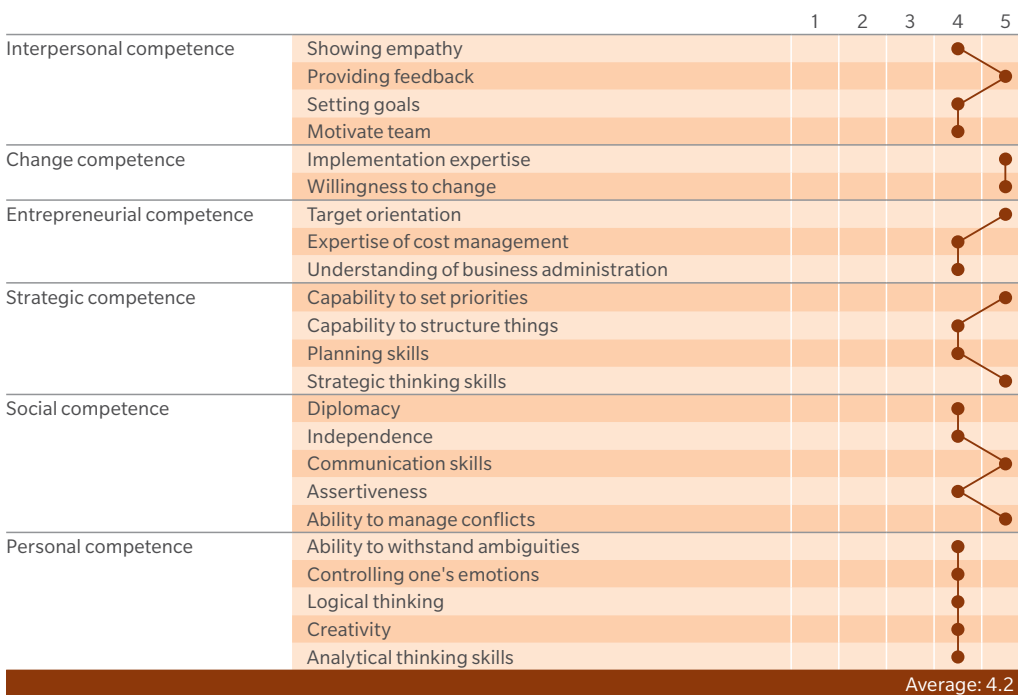 1 2 3 4 5
Interpersonal competence Showing empathy
Providing feedback
Setting goals
Motivate team
Change competence Implementation expertise
Willingness to change
Entrepreneurial competence Target orientation
Expertise of cost management
Understanding of business administration
Strategic competence Capability to set priorities
Capability to structure things
Planning skills
Strategic thinking skills
Social competence Diplomacy
Independence
Communication skills
Assertiveness
Ability to manage conflicts
Personal competence Ability to withstand ambiguities
Controlling one's emotions
Logical thinking
Creativity
Analytical thinking skills
Average: 4.2